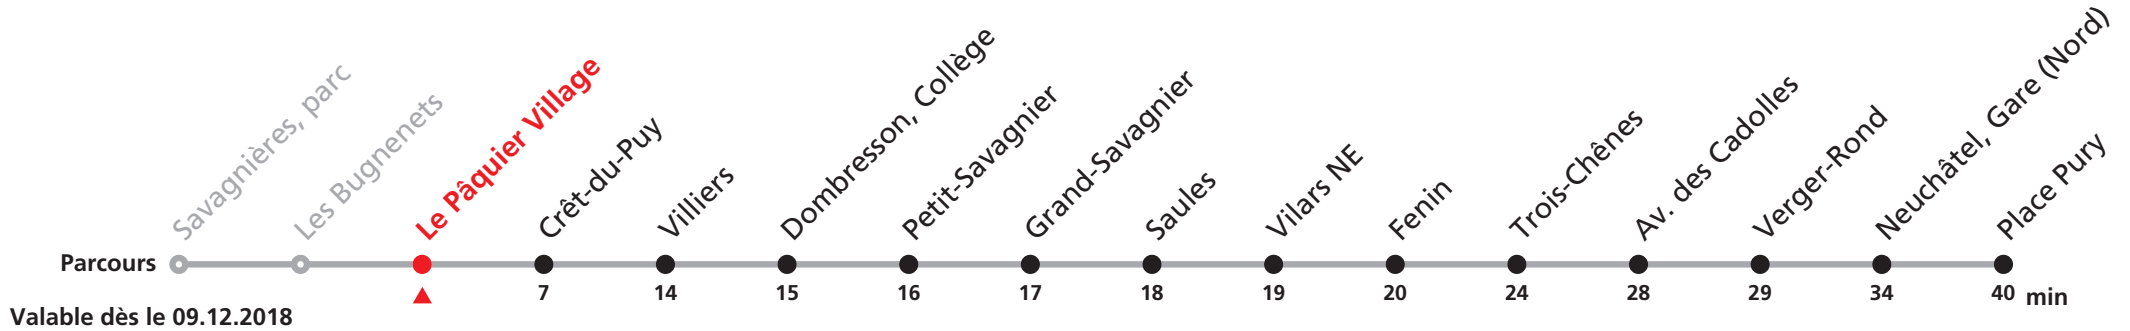 Savagnières, parc
Les Bugnenets
Le Pâquier Village
Crêt-du-Puy
Villiers
Dombresson, Collège
Petit-Savagnier
Grand-Savagnier
Saules
Vilars NE
Fenin
Trois-Chênes
Av. des Cadolles
Verger-Rond
Neuchâtel, Gare (Nord)
Place Pury
Parcours
7 14 15 16 17 18 19 20 24 28 29 34 40 min
Valable dès le 09.12.2018